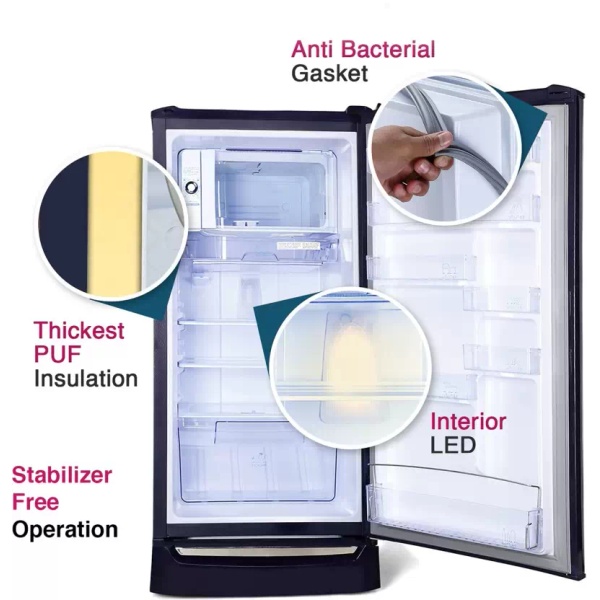 Anti Bacterial
Gasket
Thickest
PUF
Insulation
Interior
LED
Stabilizer
Free
Operation